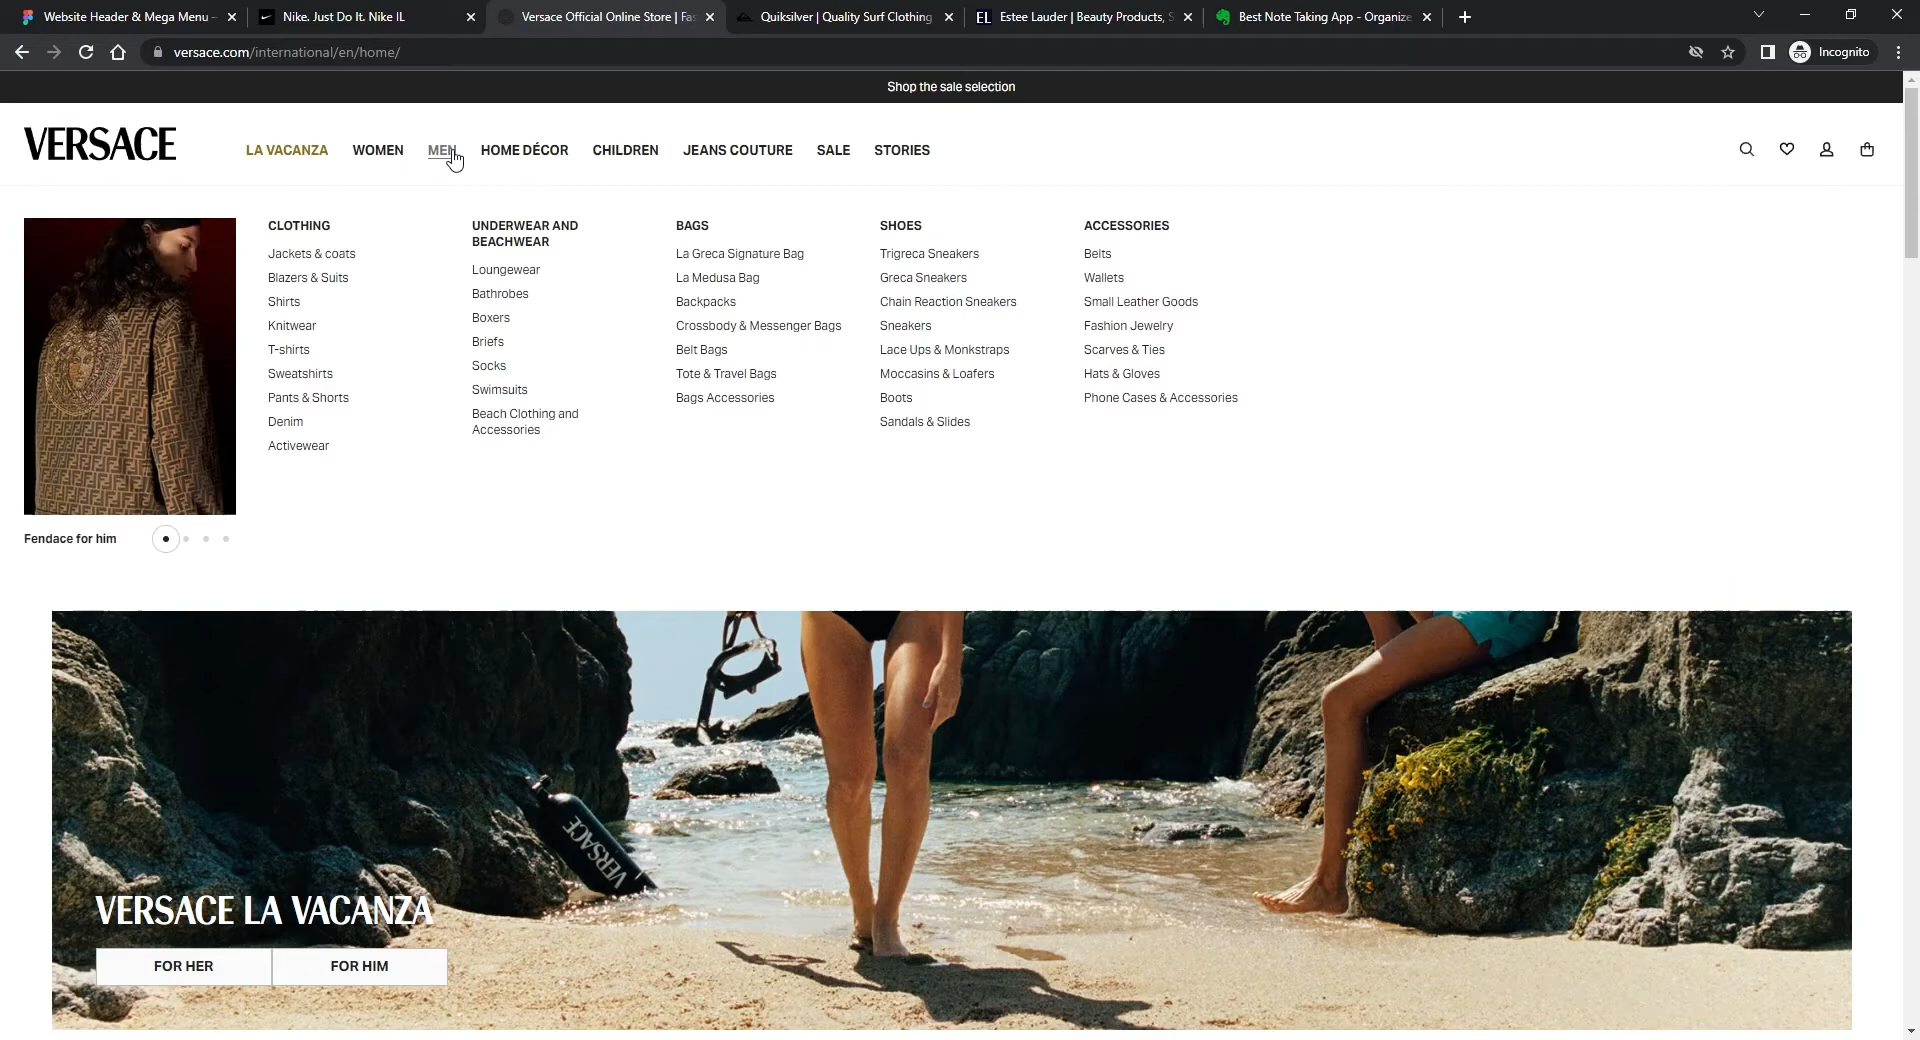 Website Header & Mega Menu -
Nike. Just Do It. Nike IL
Versace Official Online Store | Fas
Quiksilver | Quality Surf Clothing
EL
Estee Lauder | Beauty Products, S
Best Note Taking App - Organize
versace.com/international/en/home/
Incognito
Shop the sale selection
VERSACE
LA VACANZA
WOMEN
MEN
HOME DÉCOR
CHILDREN
JEANS COUTURE
SALE
STORIES
CLOTHING
Jackets & coats
Blazers & Suits
Shirts
Knitwear
T-shirts
Sweatshirts
Pants & Shorts
Denim
Activewear
UNDERWEAR AND
BEACHWEAR
Loungewear
Bathrobes
Boxers
Briefs
Socks
Swimsuits
Beach Clothing and
Accessories
BAGS
La Greca Signature Bag
La Medusa Bag
Backpacks
Crossbody & Messenger Bags
Belt Bags
Tote & Travel Bags
Bags Accessories
SHOES
Trigreca Sneakers
Greca Sneakers
Chain Reaction Sneakers
Sneakers
Lace Ups & Monkstraps
Moccasins & Loafers
Boots
Sandals & Slides
ACCESSORIES
Belts
Wallets
Small Leather Goods
Fashion Jewelry
Scarves & Ties
Hats & Gloves
Phone Cases & Accessories
Fendace for him
VERSACE
VERSACE LA VACANZA
FOR HER
FOR HIM